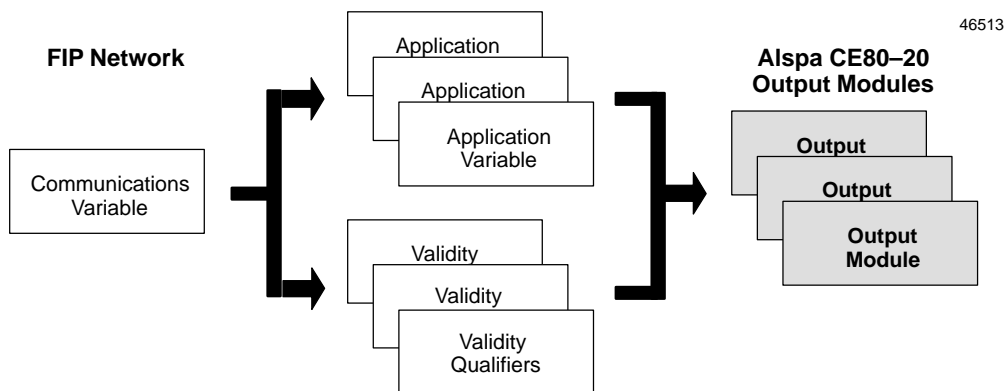 46513
FIP Network
Communications
Variable
Application
Application
Application
Variable
Validity
Validity
Validity
Qualifiers
Alspa CE80–20
Output Modules
Output
Output
Output
Module